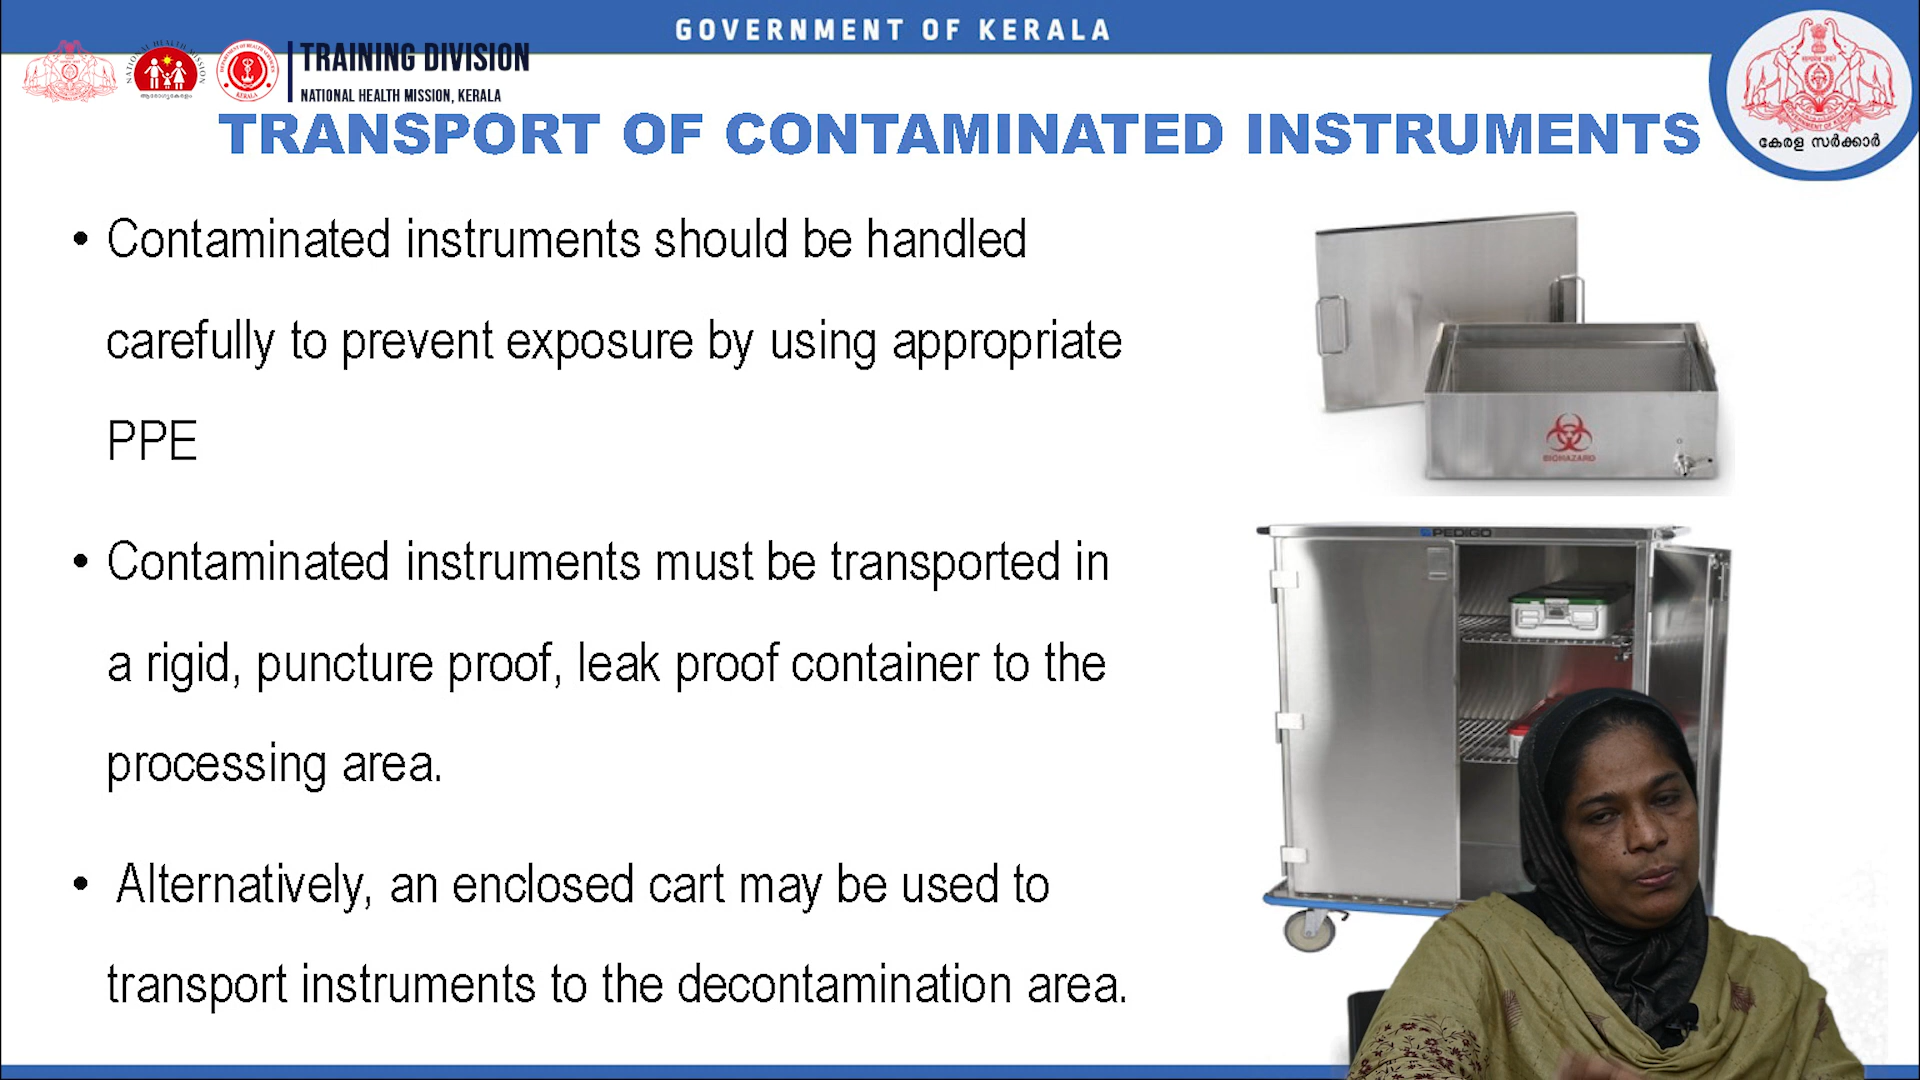 GOVERNMENT OF KERALA
TRAINING DIVISION
NATIONAL HEALTH MISSION, KERALA
TRANSPORT OF CONTAMINATED INSTRUMENTS
കേരള സർക്കാർ
• Contaminated instruments should be handled
carefully to prevent exposure by using appropriate
PPE
• Contaminated instruments must be transported in
a rigid, puncture proof, leak proof container to the
processing area.
• Alternatively, an enclosed cart may be used to
transport instruments to the decontamination area.
BIOHAZARD
PEDIGO